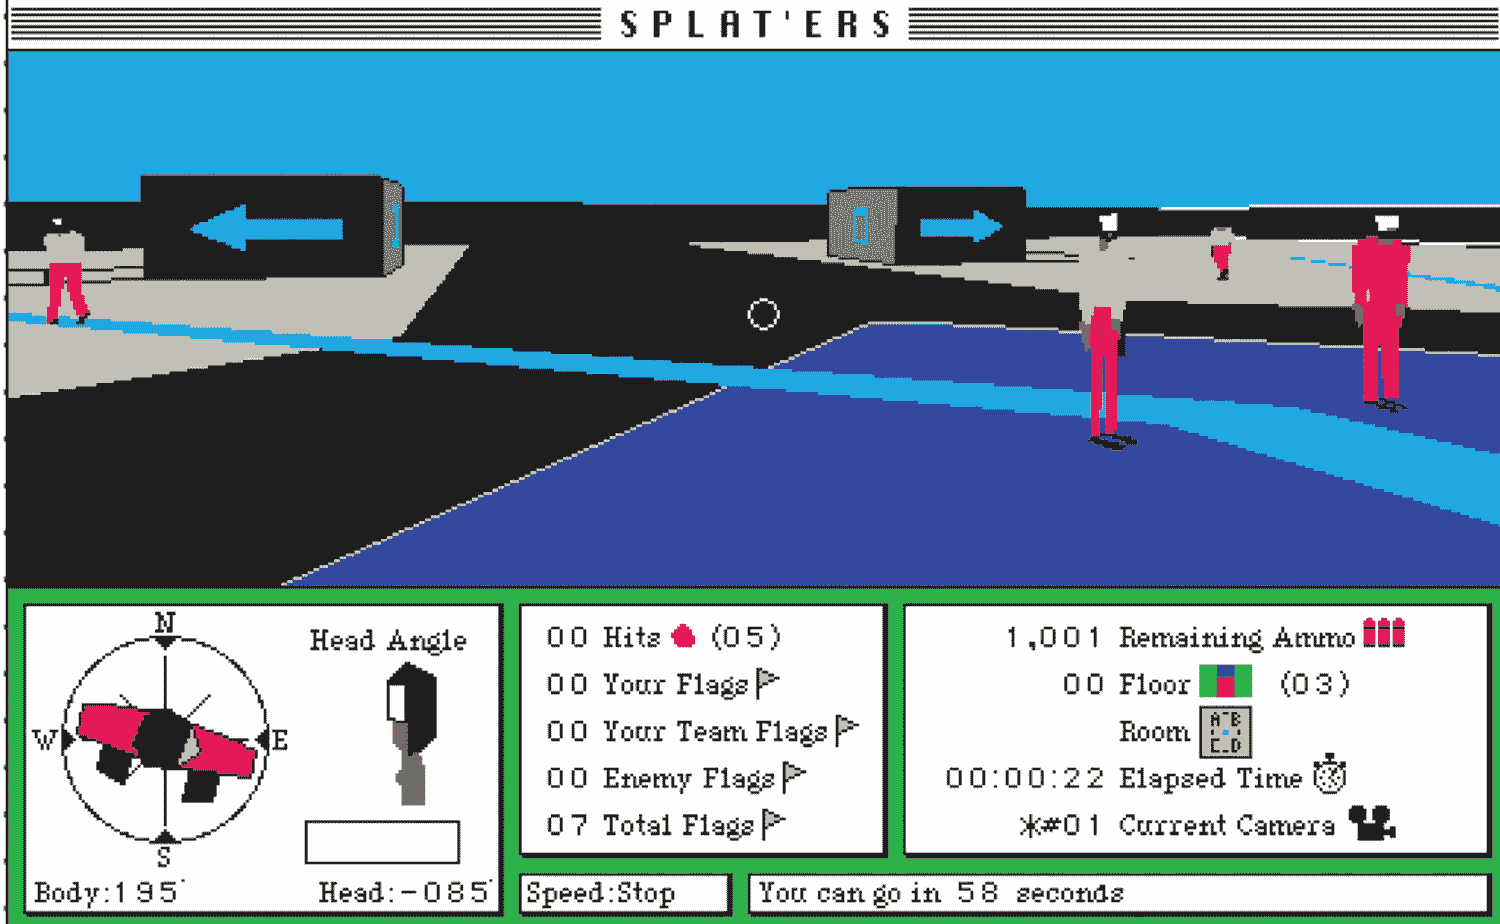 SPLAT'ERS
N
W E
S
Head Angle
Body:195° Head:-085°
00 Hits (05)
00 Your Flags
00 Your Team Flags
00 Enemy Flags
07 Total Flags
Speed:Stop
1,001 Remaining Ammo
00 Floor (03)
Room A B
C D
00:00:22 Elapsed Time
*#01 Current Camera
You can go in 58 seconds